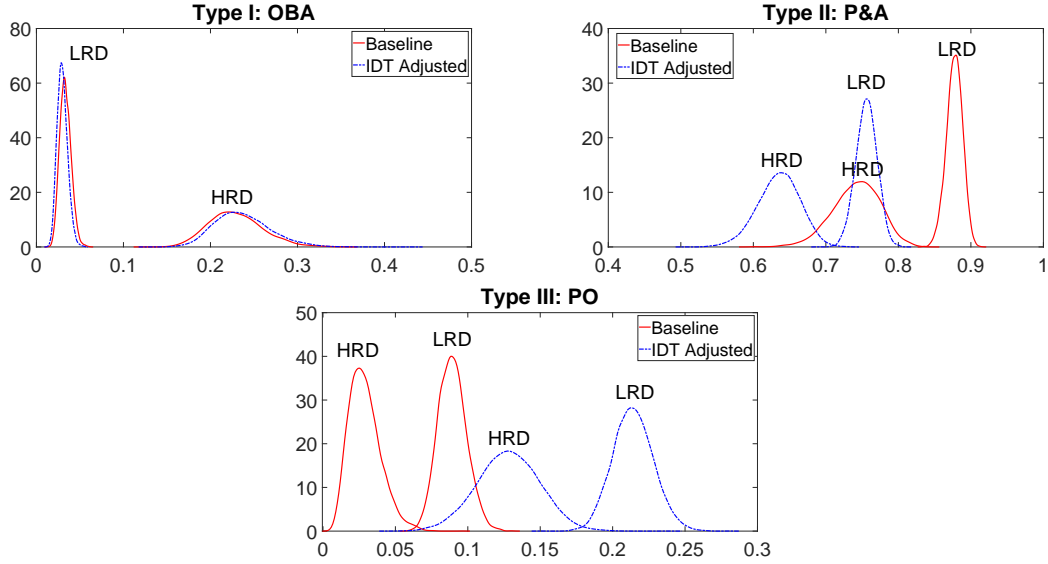 Type I: OBA
80
60
40
20
0
LRD
HRD
Baseline
IDT Adjusted
0 0.1 0.2 0.3 0.4 0.5
Type II: P&A
40
30
20
10
0
Baseline
IDT Adjusted
LRD
LRD
HRD
HRD
0.4 0.5 0.6 0.7 0.8 0.9 1
Type III: PO
50
40
30
20
10
0
HRD
LRD
HRD
LRD
Baseline
IDT Adjusted
0 0.05 0.1 0.15 0.2 0.25 0.3